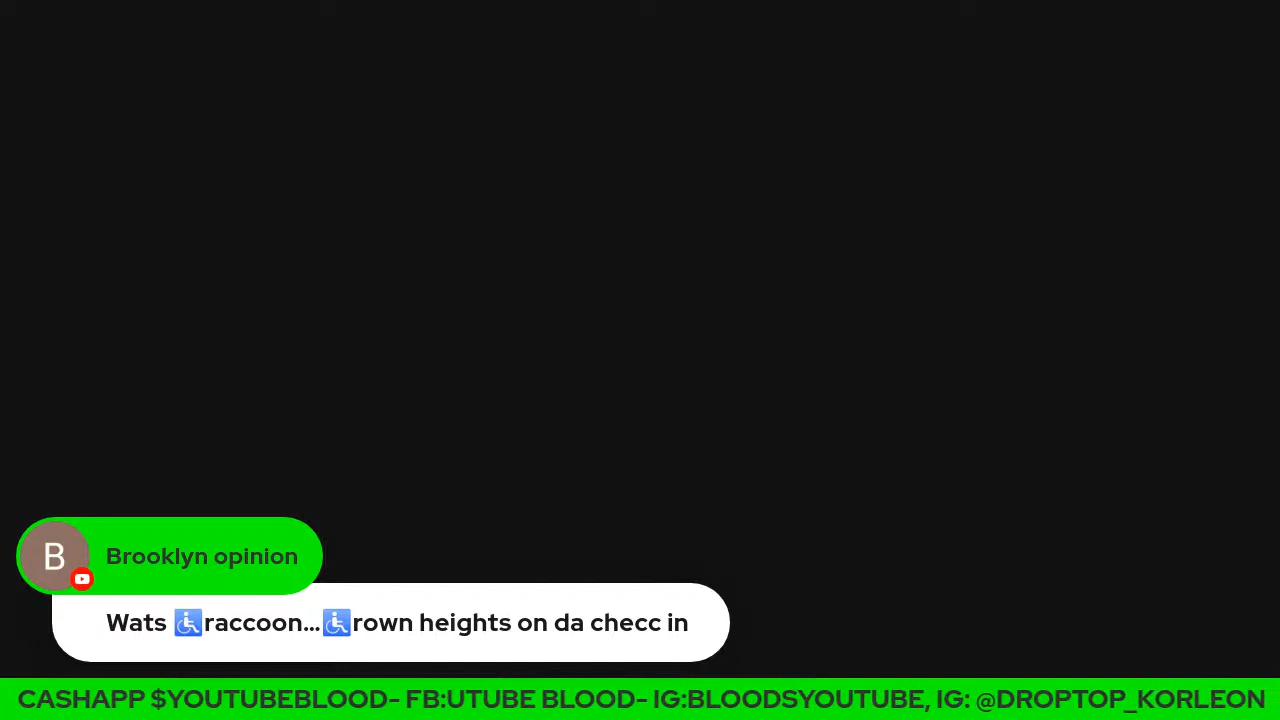 B
Brooklyn opinion
Wats ♿raccoon...♿rown heights on da checc in
CASHAPP $YOUTUBEBLOOD- FB:UTUBE BLOOD- IG:BLOODSYOUTUBE, IG: @DROPTOP_KORLEON